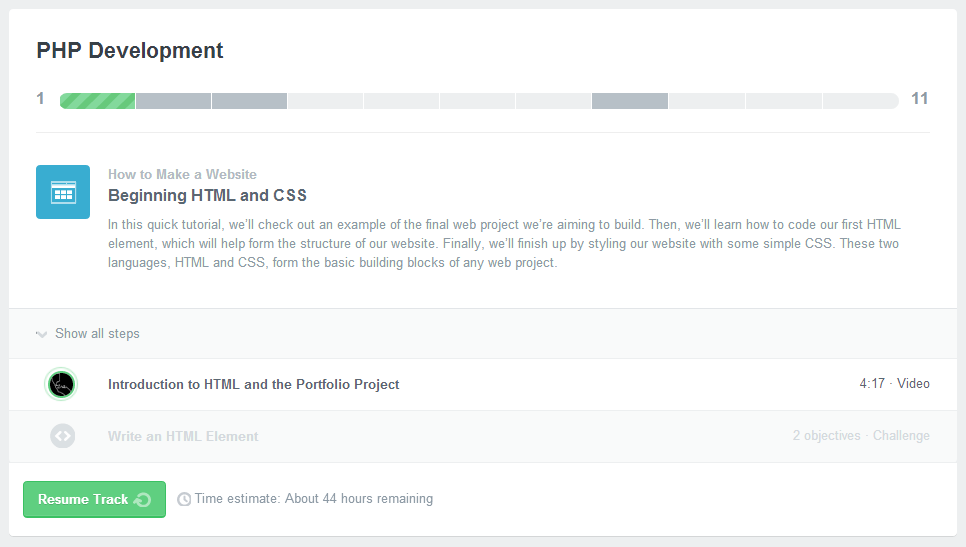 PHP Development
1
11
How to Make a Website
Beginning HTML and CSS
In this quick tutorial, we'll check out an example of the final web project we're aiming to build. Then, we'll learn how to code our first HTML
element, which will help form the structure of our website. Finally, we'll finish up by styling our website with some simple CSS. These two
languages, HTML and CSS, form the basic building blocks of any web project.
Show all steps
Introduction to HTML and the Portfolio Project
4:17 · Video
Write an HTML Element
2 objectives · Challenge
Resume Track
Time estimate: About 44 hours remaining